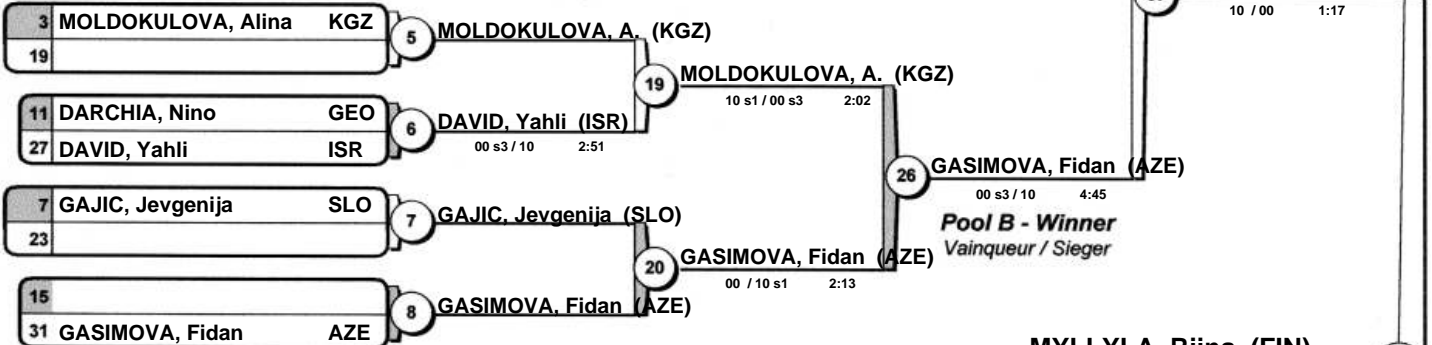 3 MOLDOKULOVA, Alina KGZ
19
5 MOLDOKULOVA, A. (KGZ)
11 DARCHIA, Nino GEO
27 DAVID, Yahli ISR
6 DAVID, Yahli (ISR)
00 s3 / 10 2:51
19 MOLDOKULOVA, A. (KGZ)
10 s1 / 00 s3 2:02
7 GAJIC, Jevgenija SLO
23
7 GAJIC, Jevgenija (SLO)
15
31 GASIMOVA, Fidan AZE
8 GASIMOVA, Fidan (AZE)
20 GASIMOVA, Fidan (AZE)
00 / 10 s1 2:13
26 GASIMOVA, Fidan (AZE)
00 s3 / 10 4:45
Pool B - Winner
Vainqueur / Sieger
10 / 00 1:17
(FIN)